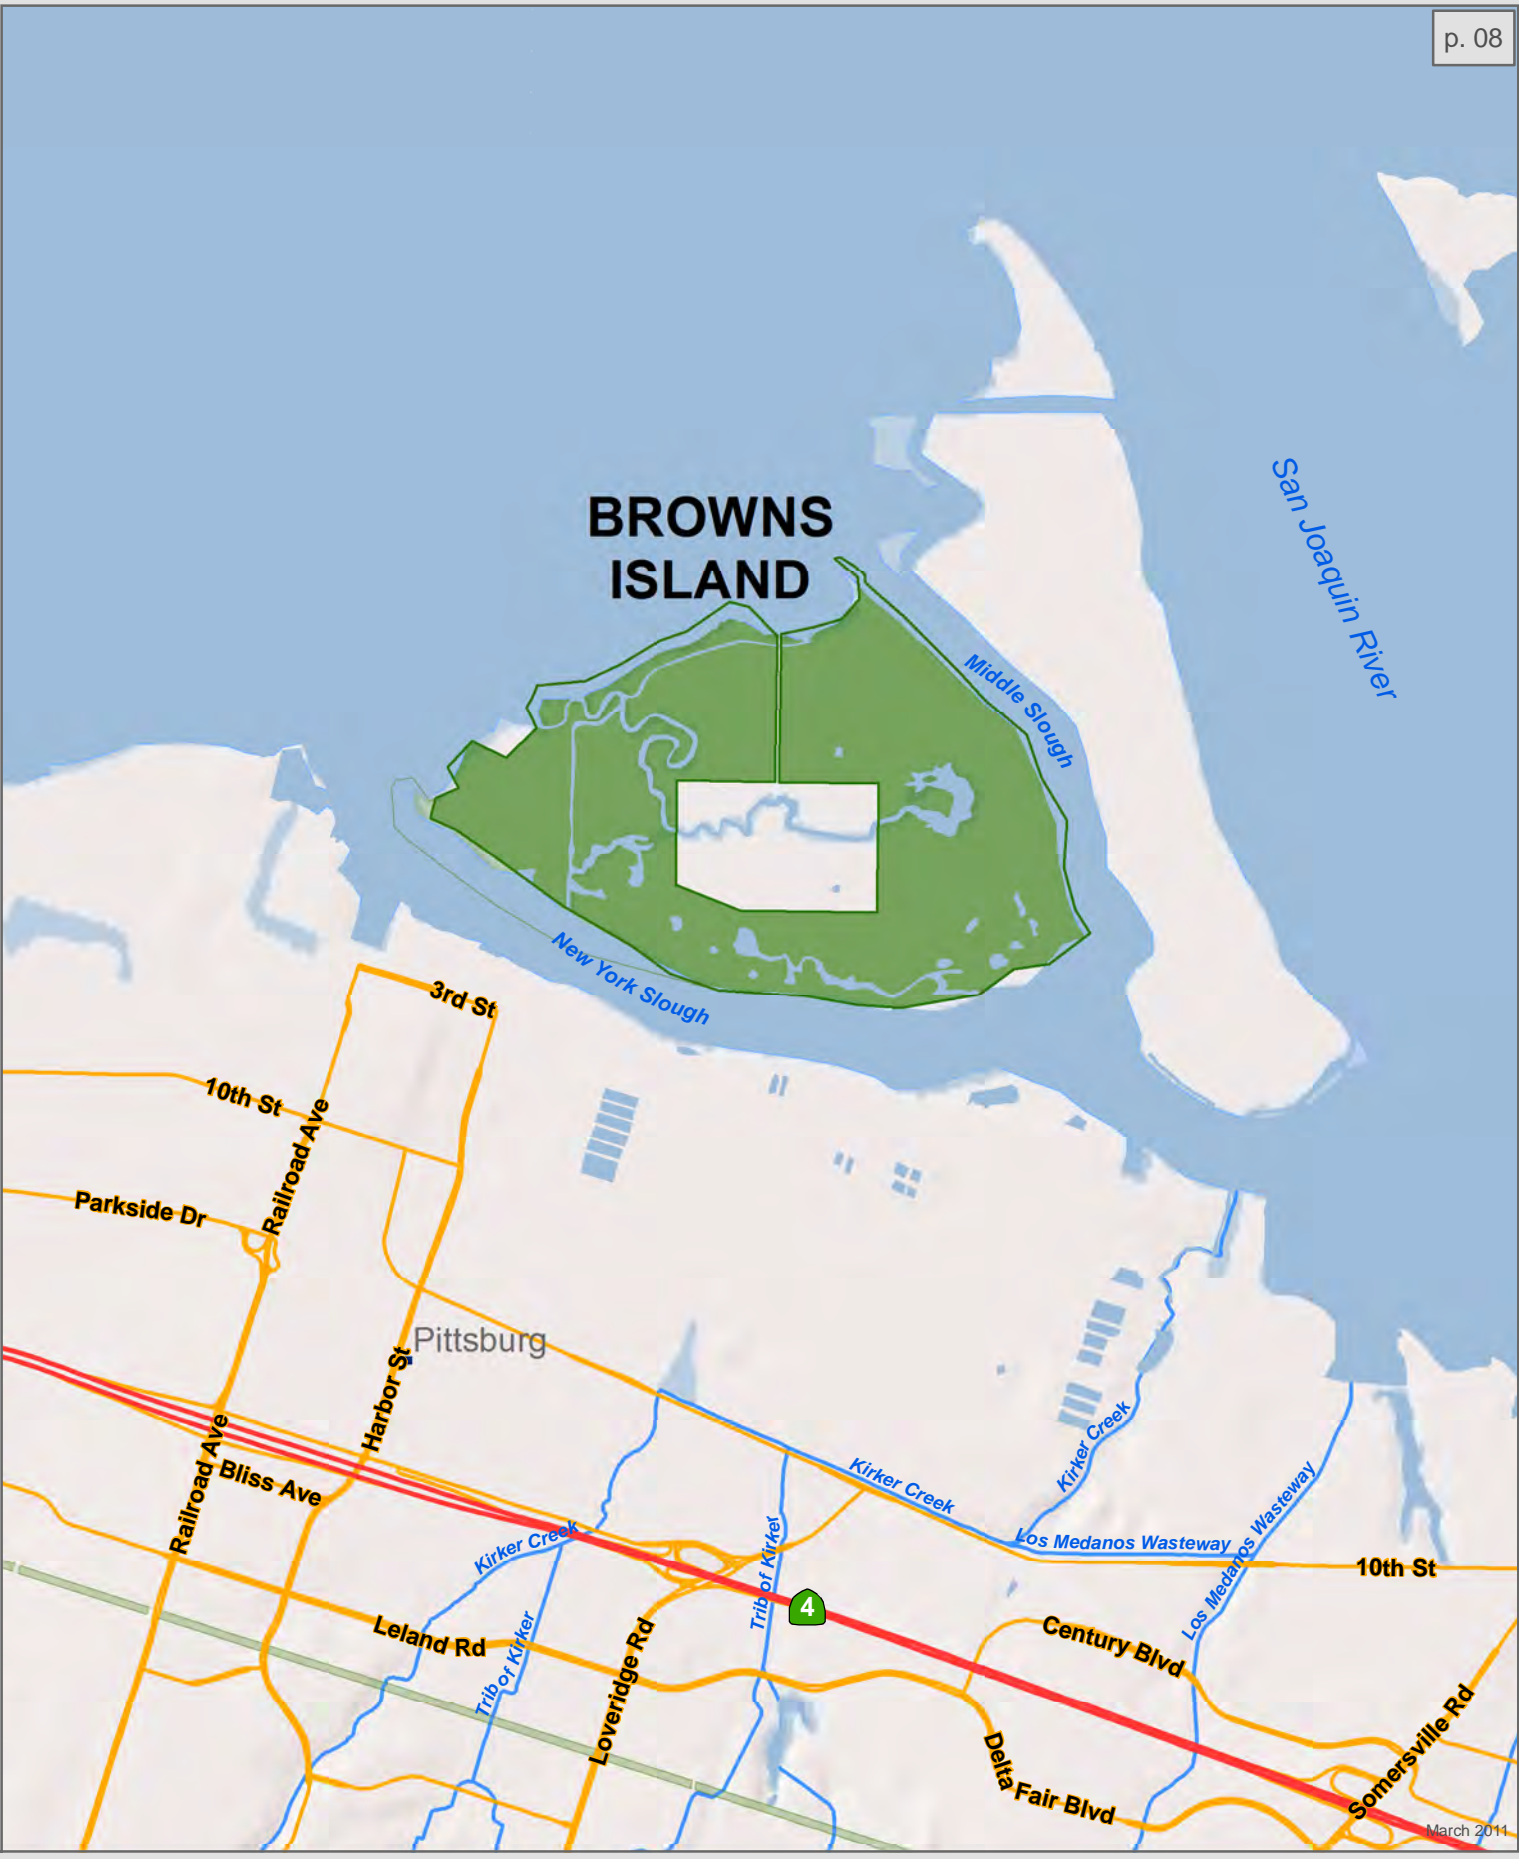 p. 08
BROWNS
ISLAND
San Joaquin River
Middle Slough
New York Slough
3rd St
10th St
Railroad Ave
Parkside Dr
Pittsburg
Harbor St
Railroad Ave
Bliss Ave
Kirker Creek
Kirker Creek
Kirker Creek
Los Medanos Wasteway
Los Medanos Wasteway
10th St
Trib of Kirker
4
Leland Rd
Trib of Kirker
Loveridge Rd
Century Blvd
Delta Fair Blvd
Somersville Rd
March 2011